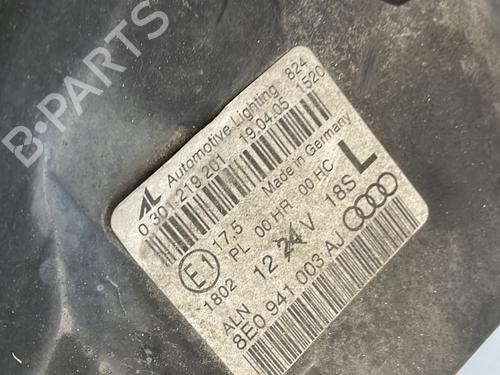 B-PARTS
AL Automotive Lighting 824
0 301 219 201 19.04.05 1520
Made in Germany
E1 17,5 00 HR 00 HC L
PL
1802 12 24 V 18S
ALN
8E0 941 003 AJ